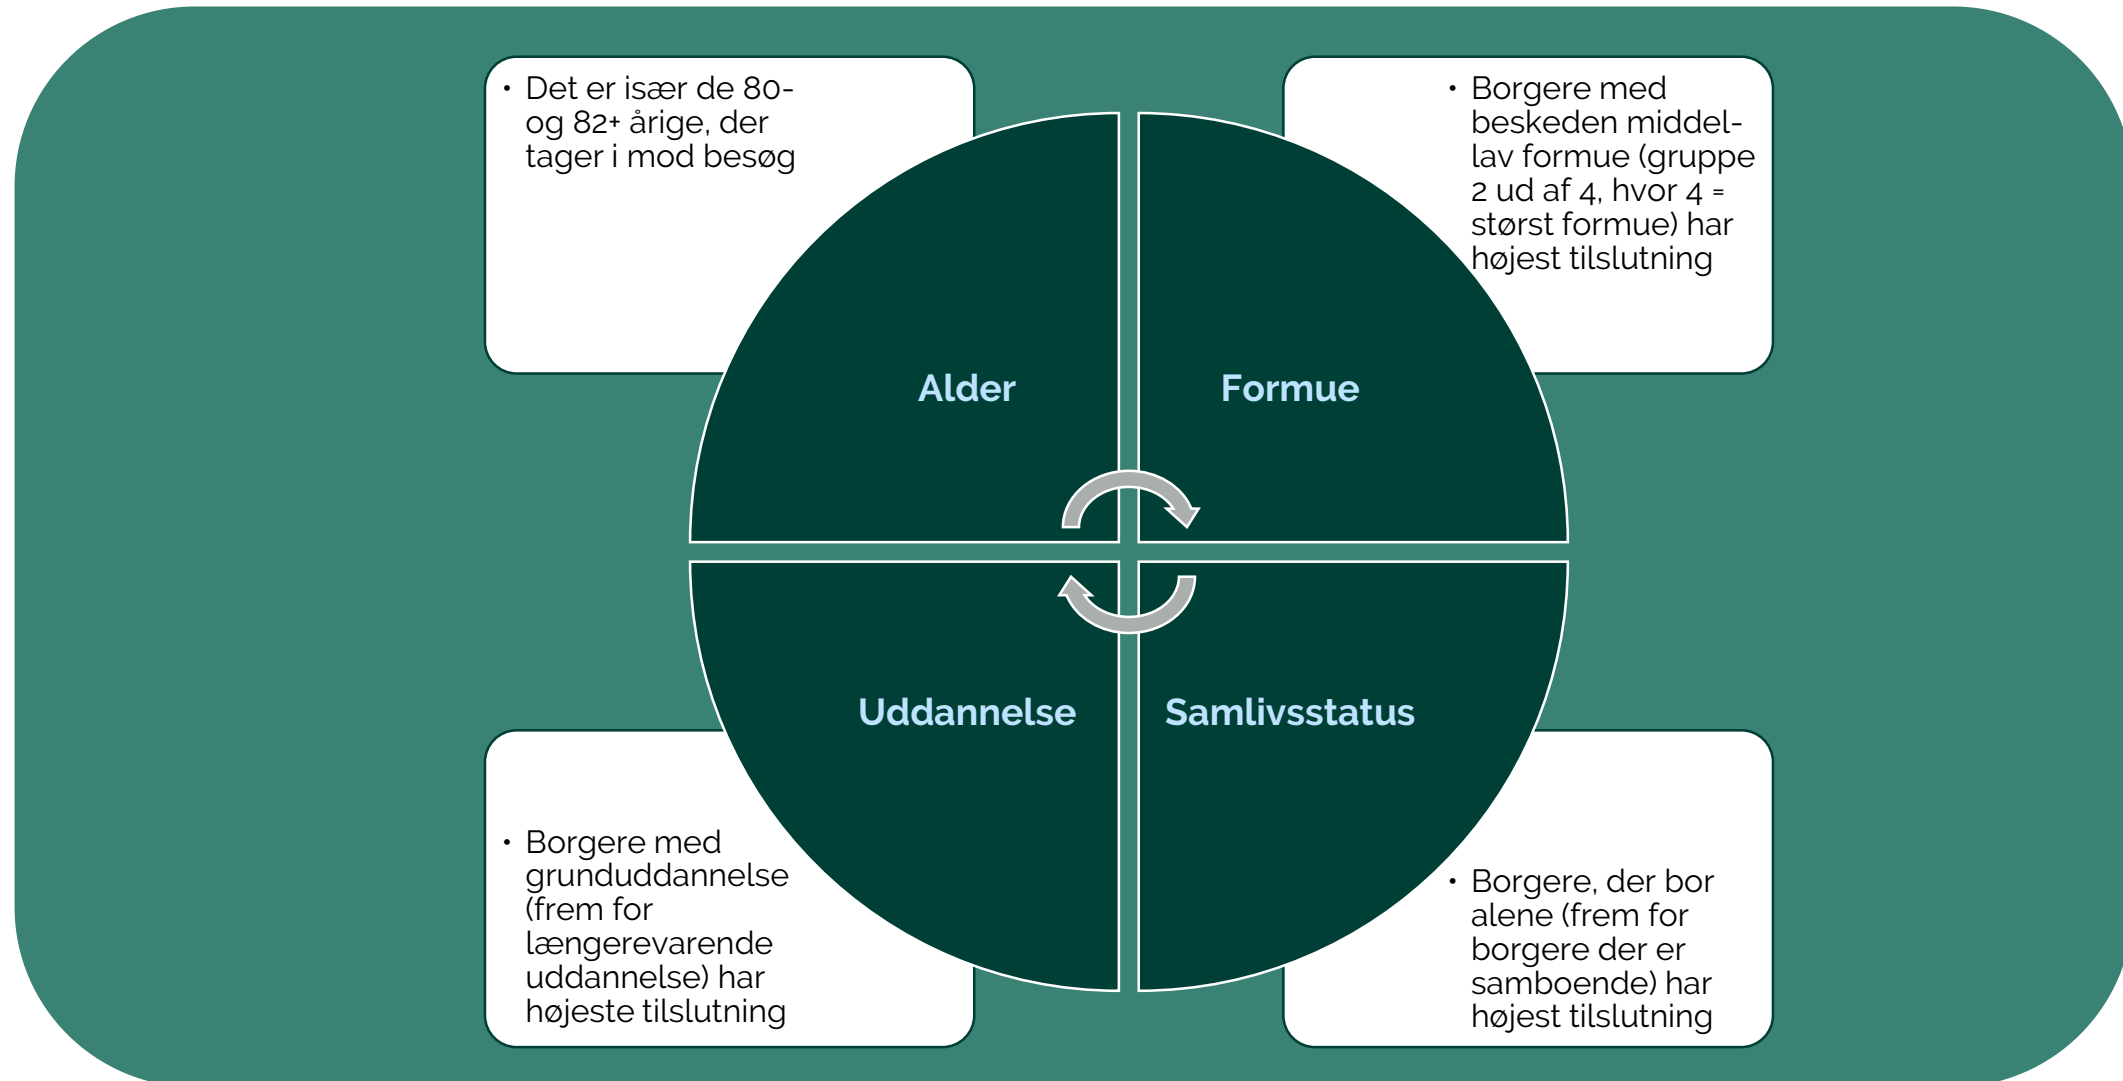 • Det er især de 80-
og 82+ årige, der
tager i mod besøg
• Borgere med
beskeden middel-
lav formue (gruppe
2 ud af 4, hvor 4 =
størst formue) har
højest tilslutning
Alder
Formue
Uddannelse
Samlivsstatus
• Borgere med
grunduddannelse
(frem for
længerevarende
uddannelse) har
højeste tilslutning
• Borgere, der bor
alene (frem for
borgere der er
samboende) har
højest tilslutning